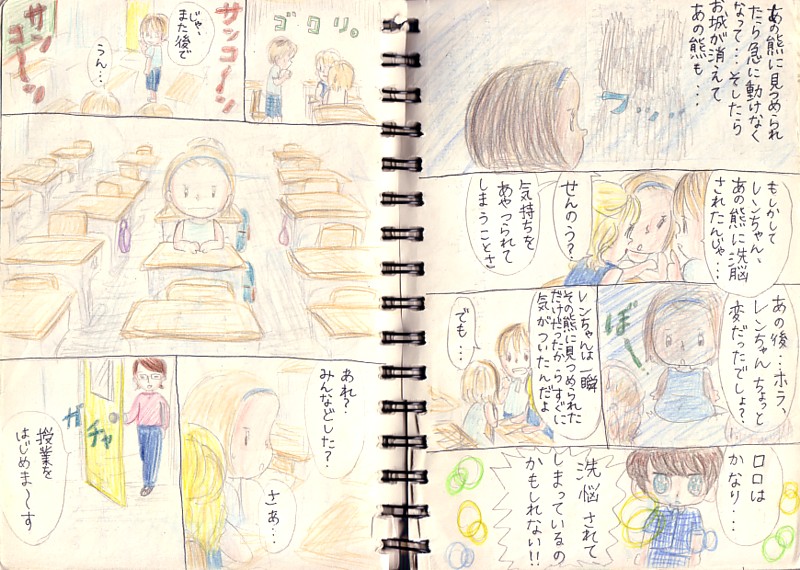 あの熊に見つめられ
たら急に動けなく
なって・・・そしたら
お城が消えて
あの熊も・・・
フッ・・
もしかして
レンちゃん、
あの熊に洗脳
されたんじゃ・・・
せんのう？
気持ちを
あやつられて
しまうことさ
あの後・・ホラ、
レンちゃんちょっと
変だったでしょ？
ぼ〜
レンちゃんは一瞬
その熊に見つめられた
だけだったからすぐに
気がついたんだよ
でも・・・
ロロは
かなり・・・
洗悩されて
しまっているの
かもしれない!!
ゴクリ。
サンコーン
じゃ、
また後で
うん・・・
サンコーン
あれ？
みんなどした？
さあ・・・
ガチャ
授業を
はじめま〜す